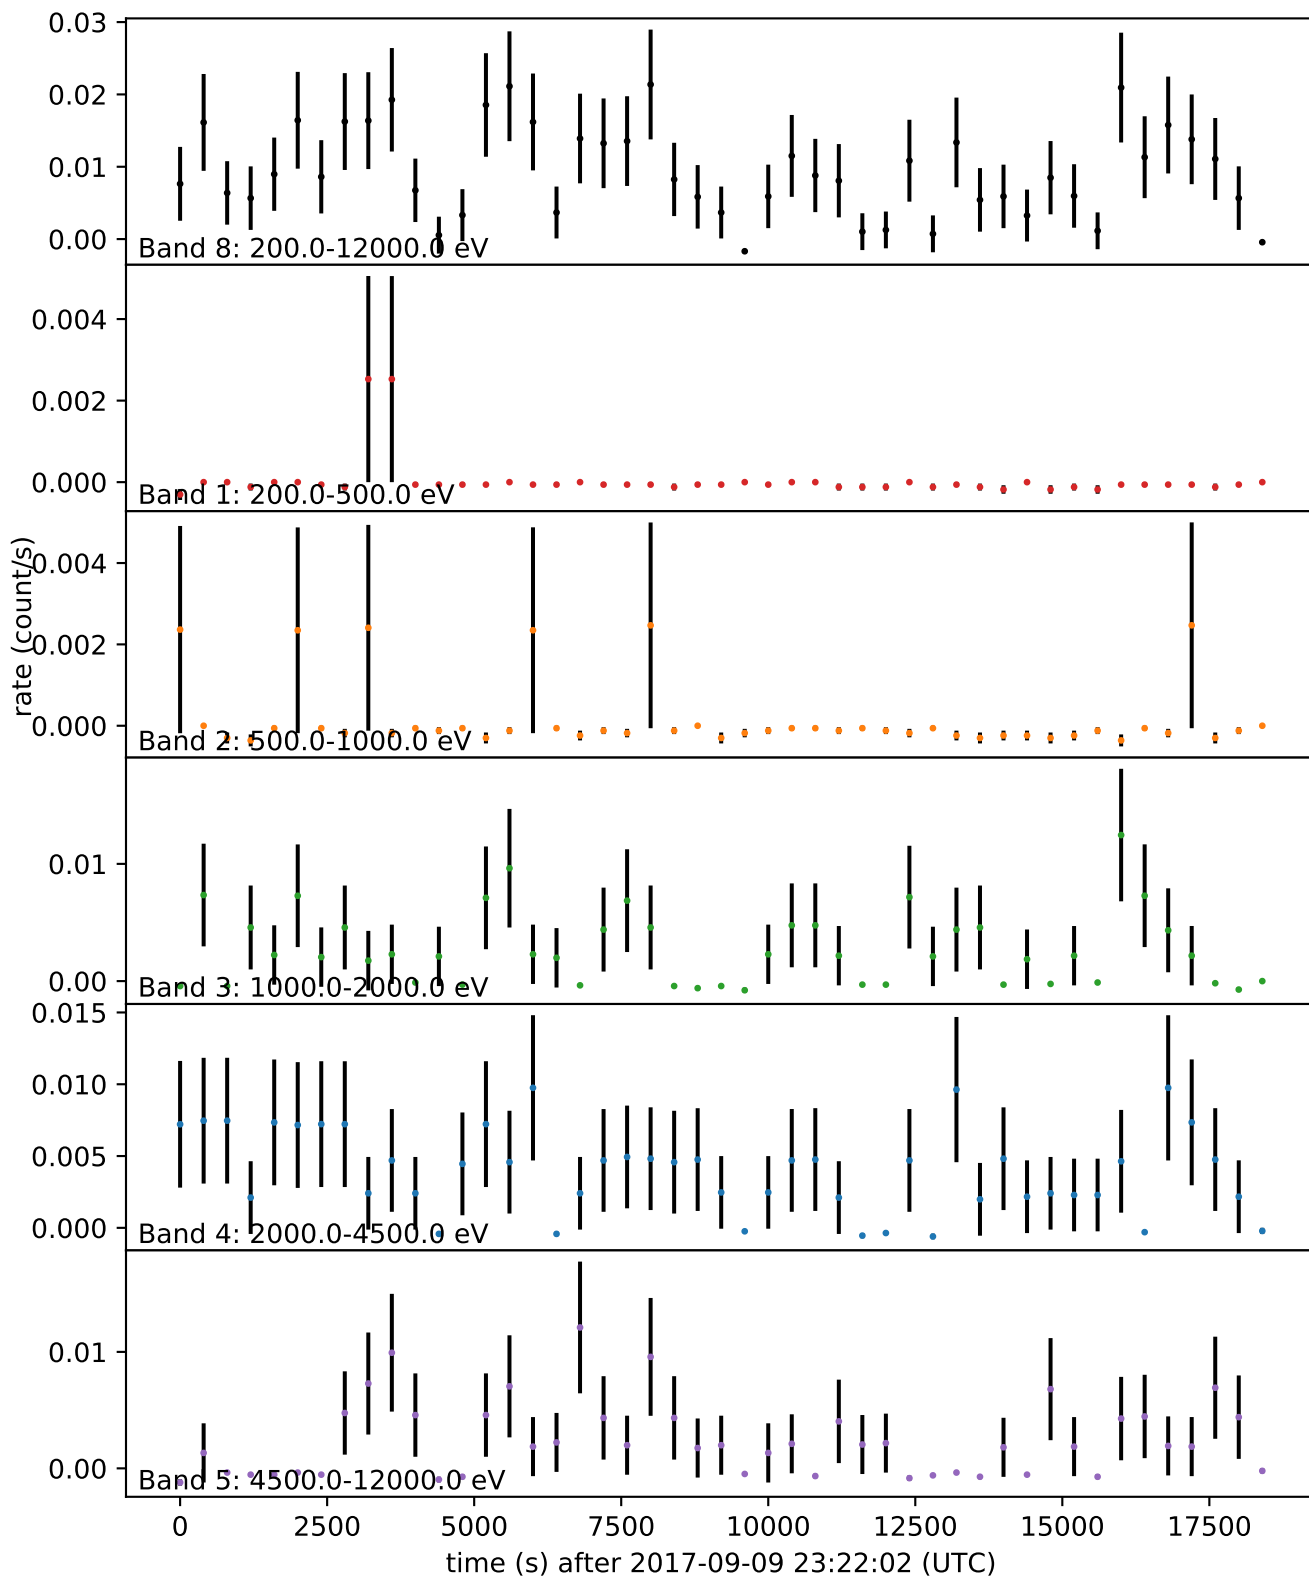 0.03
0.02
0.01
0.00
Band 8: 200.0-12000.0 eV
0.004
0.002
0.000
Band 1: 200.0-500.0 eV
rate (count/s)
0.004
0.002
0.000
Band 2: 500.0-1000.0 eV
0.01
0.00
Band 3: 1000.0-2000.0 eV
0.015
0.010
0.005
0.000
Band 4: 2000.0-4500.0 eV
0.01
0.00
Band 5: 4500.0-12000.0 eV
0 2500 5000 7500 10000 12500 15000 17500
time (s) after 2017-09-09 23:22:02 (UTC)